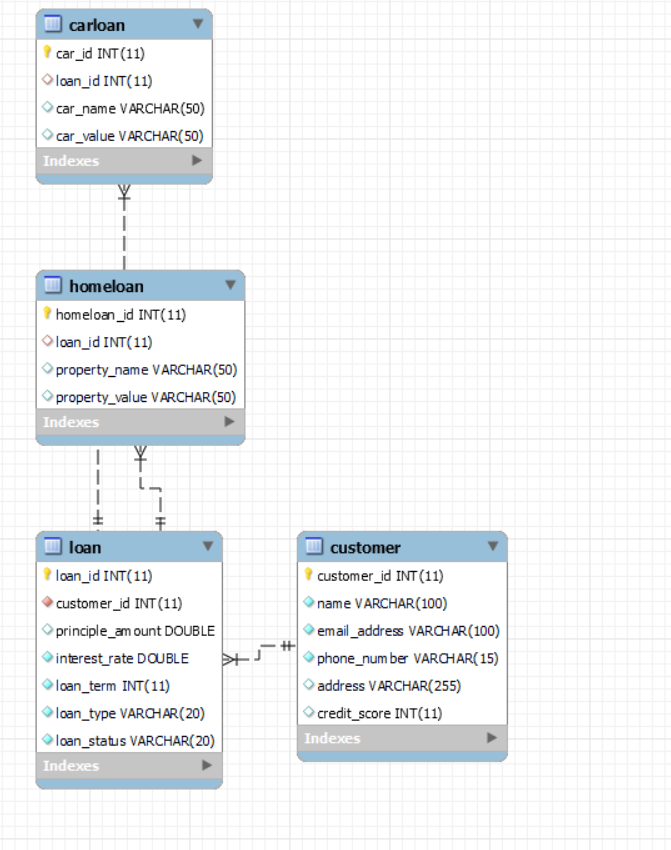 carloan
car_id INT(11)
loan_id INT(11)
car_name VARCHAR(50)
car_value VARCHAR(50)
Indexes
homeloan
homeloan_id INT(11)
loan_id INT(11)
property_name VARCHAR(50)
property_value VARCHAR(50)
Indexes
loan
loan_id INT(11)
customer_id INT(11)
principle_amount DOUBLE
interest_rate DOUBLE
loan_term INT(11)
loan_type VARCHAR(20)
loan_status VARCHAR(20)
Indexes
customer
customer_id INT(11)
name VARCHAR(100)
email_address VARCHAR(100)
phone_number VARCHAR(15)
address VARCHAR(255)
credit_score INT(11)
Indexes